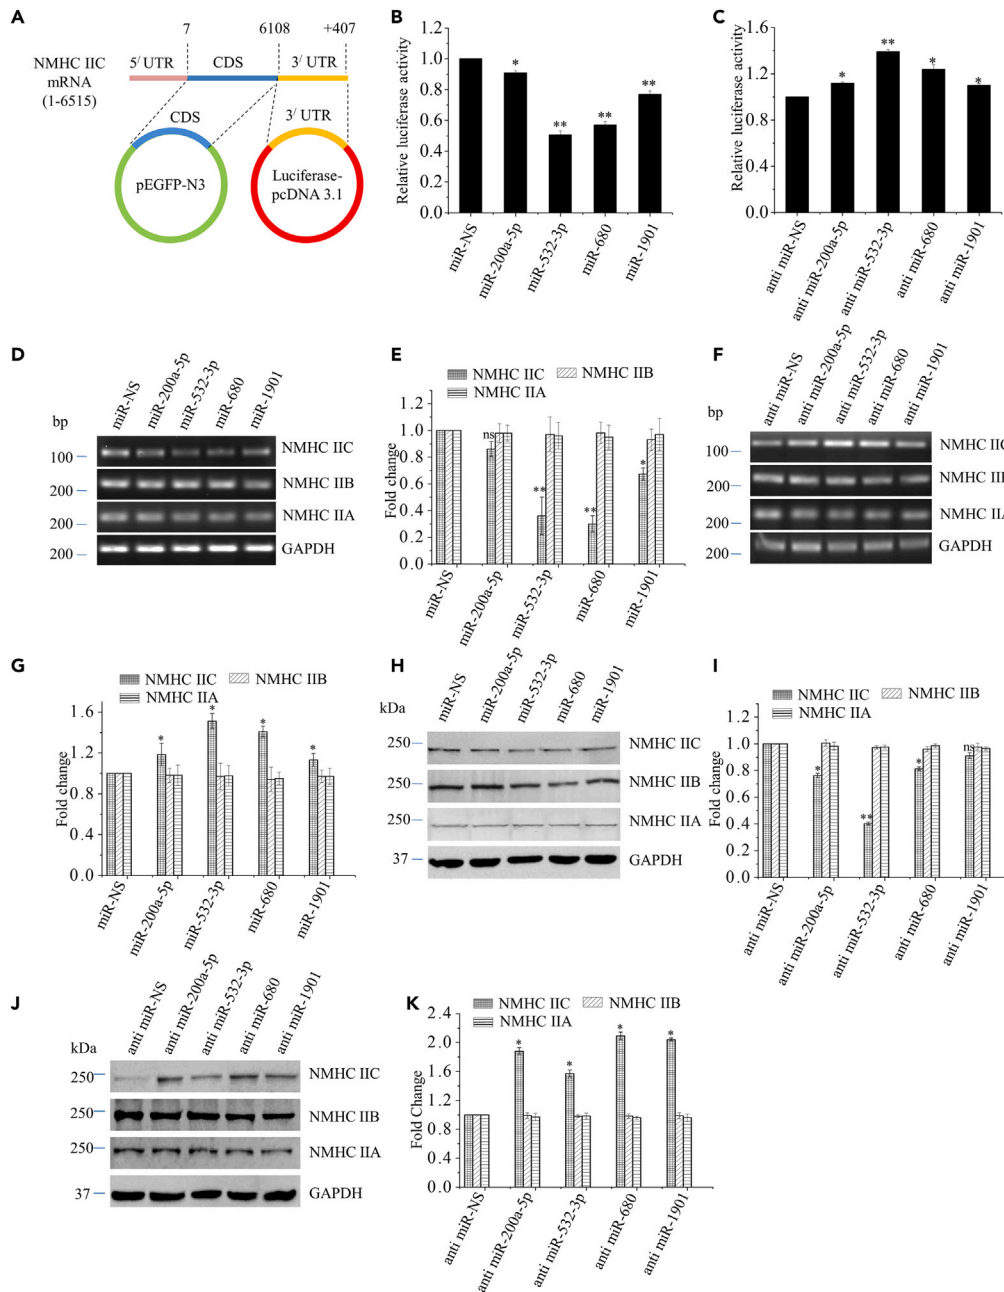 A
7 6108 +407
NMHC IIC
mRNA
(1-6515)
5/ UTR CDS 3/ UTR
CDS 3/ UTR
pEGFP-N3
Luciferase-
pcDNA 3.1
B
Relative luciferase activity
1.2
1.0
0.8
0.6
0.4
0.2
0.0
* ** ** **
miR-NS
miR-200a-5p
miR-532-3p
miR-680
miR-1901
C
Relative luciferase activity
1.6
1.2
0.8
0.4
0.0
* ** * *
anti miR-NS
anti miR-200a-5p
anti miR-532-3p
anti miR-680
anti miR-1901
D
miR-NS
miR-200a-5p
miR-532-3p
miR-680
miR-1901
bp
100 NMHC IIC
200 NMHC IIB
200 NMHC IIA
200 GAPDH
E
NMHC IIC NMHC IIB
NMHC IIA
Fold change
1.0
0.8
0.6
0.4
0.2
0.0
ns ** ** *
miR-NS
miR-200a-5p
miR-532-3p
miR-680
miR-1901
F
anti miR-NS
anti miR-200a-5p
anti miR-532-3p
anti miR-680
anti miR-1901
bp
100 NMHC IIC
200 NMHC III
200 NMHC IL
200 GAPDH
G
NMHC IIC NMHC IIB
NMHC IIA
Fold change
1.6
1.2
0.8
0.4
0.0
* * * *
miR-NS
miR-200a-5p
miR-532-3p
miR-680
miR-1901
H
miR-NS
miR-200a-5p
miR-532-3p
miR-680
miR-1901
kDa
250 NMHC IIC
250 NMHC IIB
250 NMHC IIA
37 GAPDH
I
NMHC IIC NMHC IIB
NMHC IIA
Fold change
1.2
1.0
0.8
0.6
0.4
0.2
0.0
* ** * ns
anti miR-NS
anti miR-200a-5p
anti miR-532-3p
anti miR-680
anti miR-1901
J
anti miR-NS
anti miR-200a-5p
anti miR-532-3p
anti miR-680
anti miR-1901
kDa
250 NMHC IIC
250 NMHC IIB
250 NMHC IIA
37 GAPDH
K
NMHC IIC NMHC IIB
NMHC IIA
Fold Change
2.4
2.0
1.6
1.2
0.8
0.4
0.0
* * * *
anti miR-NS
anti miR-200a-5p
anti miR-532-3p
anti miR-680
anti miR-1901